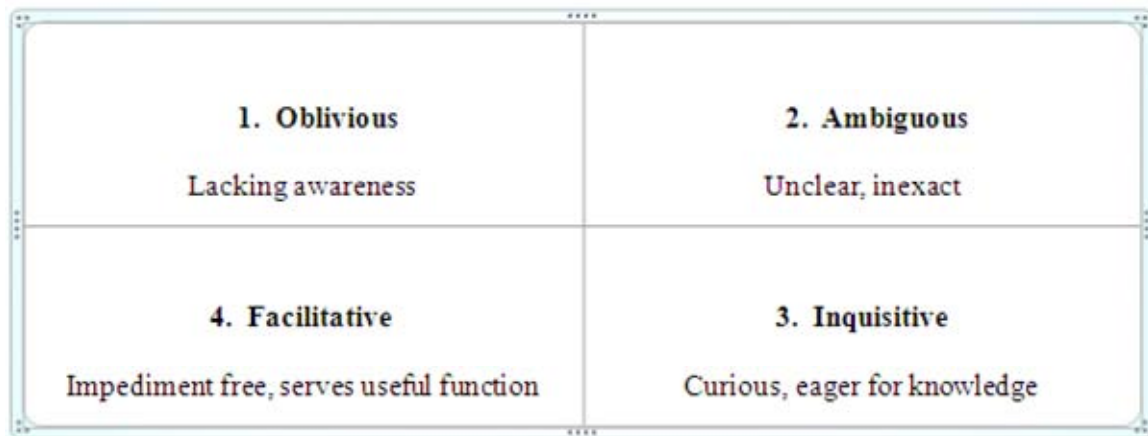 1. Oblivious
Lacking awareness
2. Ambiguous
Unclear, inexact
4. Facilitative
Impediment free, serves useful function
3. Inquisitive
Curious, eager for knowledge